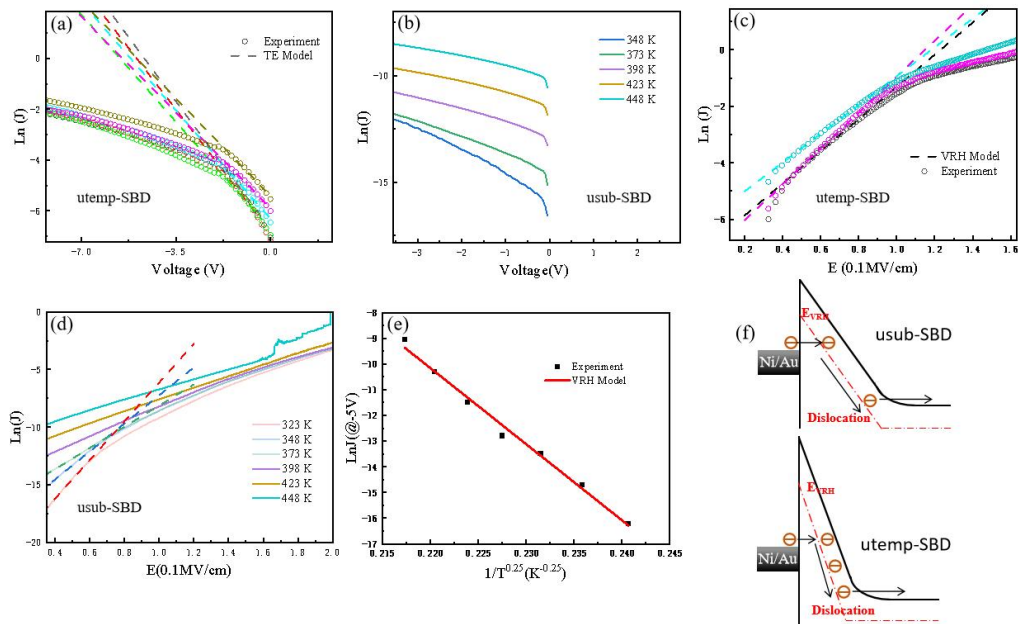 (a)
Experiment
TE Model
Ln(J)
0
-2
-4
-6
utemp-SBD
-7.0
-3.5
0.0
Voltage (V)
(b)
usub-SBD
348 K
373 K
398 K
423 K
448 K
Ln(J)
-10
-15
-3
-2
-1
0
1
2
Voltage(V)
(c)
Ln (J)
2
0
-2
-4
-6
VRH Model
Experiment
utemp-SBD
0.2
0.4
0.6
0.8
1.0
1.2
1.4
1.6
E (0.1MV/cm)
(d)
Ln(J)
0
-5
-10
-15
-20
323 K
348 K
373 K
398 K
423 K
448 K
usub-SBD
0.4
0.6
0.8
1.0
1.2
1.4
1.6
1.8
2.0
E(0.1MV/cm)
(e)
LnJ(@-5V)
-8
-9
-10
-11
-12
-13
-14
-15
-16
-17
Experiment
VRH Model
0.215
0.220
0.225
0.230
0.235
0.240
0.245
1/T^0.25(K^-0.25)
(f)
E_VRH
usub-SBD
Ni/Au
Dislocation
E_VRH
Ni/Au
utemp-SBD
Dislocation